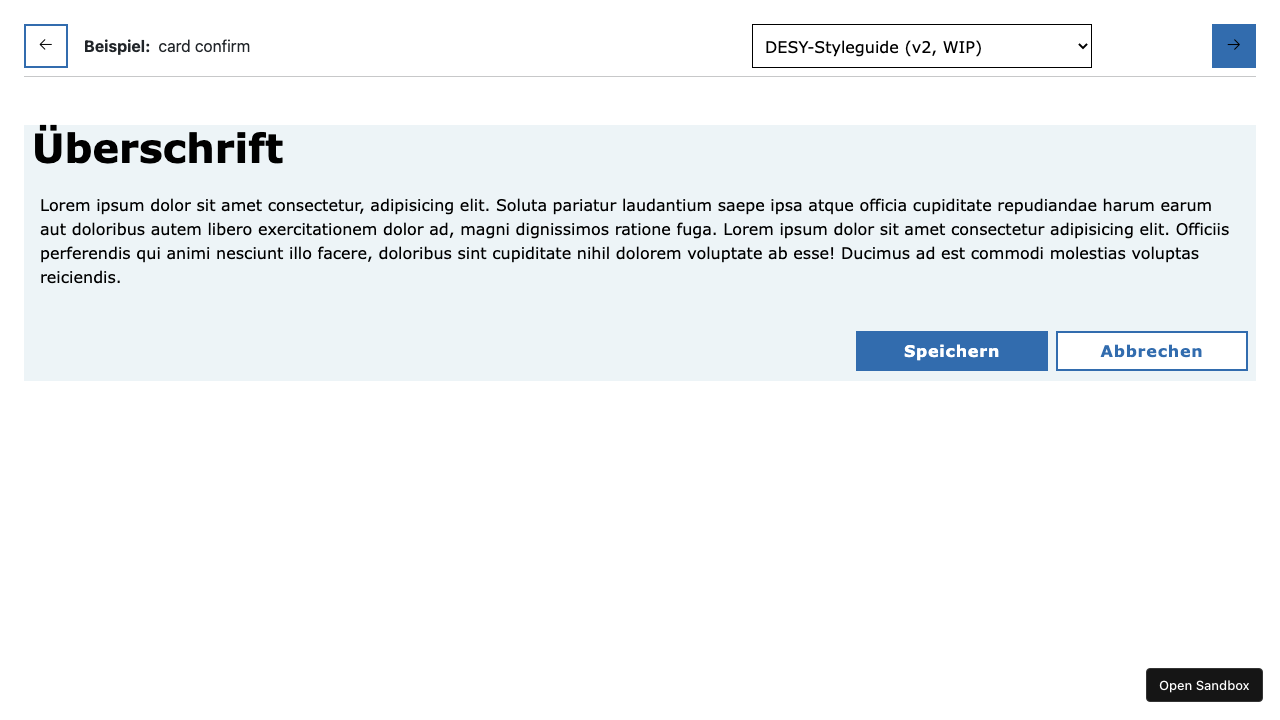 ← Beispiel: card confirm DESY-Styleguide (v2, WIP) →
Überschrift
Lorem ipsum dolor sit amet consectetur, adipisicing elit. Soluta pariatur laudantium saepe ipsa atque officia cupiditate repudiandae harum earum
aut doloribus autem libero exercitationem dolor ad, magni dignissimos ratione fuga. Lorem ipsum dolor sit amet consectetur adipisicing elit. Officiis
perferendis qui animi nesciunt illo facere, doloribus sint cupiditate nihil dolorem voluptate ab esse! Ducimus ad est commodi molestias voluptas
reiciendis.
Speichern Abbrechen
Open Sandbox